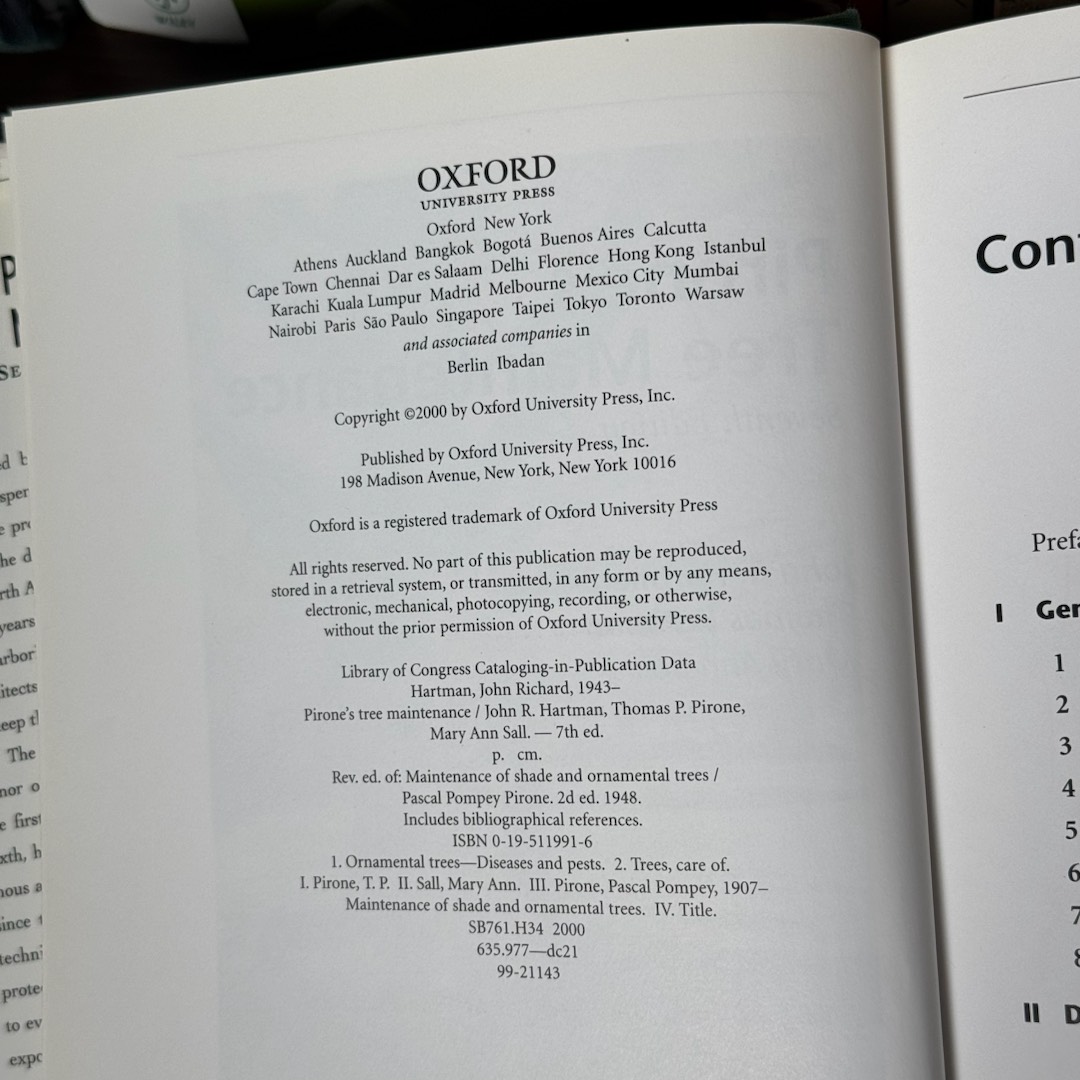 OXFORD
UNIVERSITY PRESS
Oxford New York
Athens Auckland Bangkok Bogotá Buenos Aires Calcutta
Cape Town Chennai Dar es Salaam Delhi Florence Hong Kong Istanbul
Karachi Kuala Lumpur Madrid Melbourne Mexico City Mumbai
Nairobi Paris São Paulo Singapore Taipei Tokyo Toronto Warsaw
and associated companies in
Berlin Ibadan
Copyright ©2000 by Oxford University Press, Inc.
Published by Oxford University Press, Inc.
198 Madison Avenue, New York, New York 10016
Oxford is a registered trademark of Oxford University Press
All rights reserved. No part of this publication may be reproduced,
stored in a retrieval system, or transmitted, in any form or by any means,
electronic, mechanical, photocopying, recording, or otherwise,
without the prior permission of Oxford University Press.
Library of Congress Cataloging-in-Publication Data
Hartman, John Richard, 1943–
Pirone's tree maintenance / John R. Hartman, Thomas P. Pirone,
Mary Ann Sall. — 7th ed.
p. cm.
Rev. ed. of: Maintenance of shade and ornamental trees /
Pascal Pompey Pirone. 2d ed. 1948.
Includes bibliographical references.
ISBN 0-19-511991-6
1. Ornamental trees—Diseases and pests. 2. Trees, care of.
I. Pirone, T. P. II. Sall, Mary Ann. III. Pirone, Pascal Pompey, 1907–
Maintenance of shade and ornamental trees. IV. Title.
SB761.H34 2000
635.977—dc21
99-21143
Con
Prefa
I Gen
1
2
3
4
5
6
7
8
II D
years
The
to ev